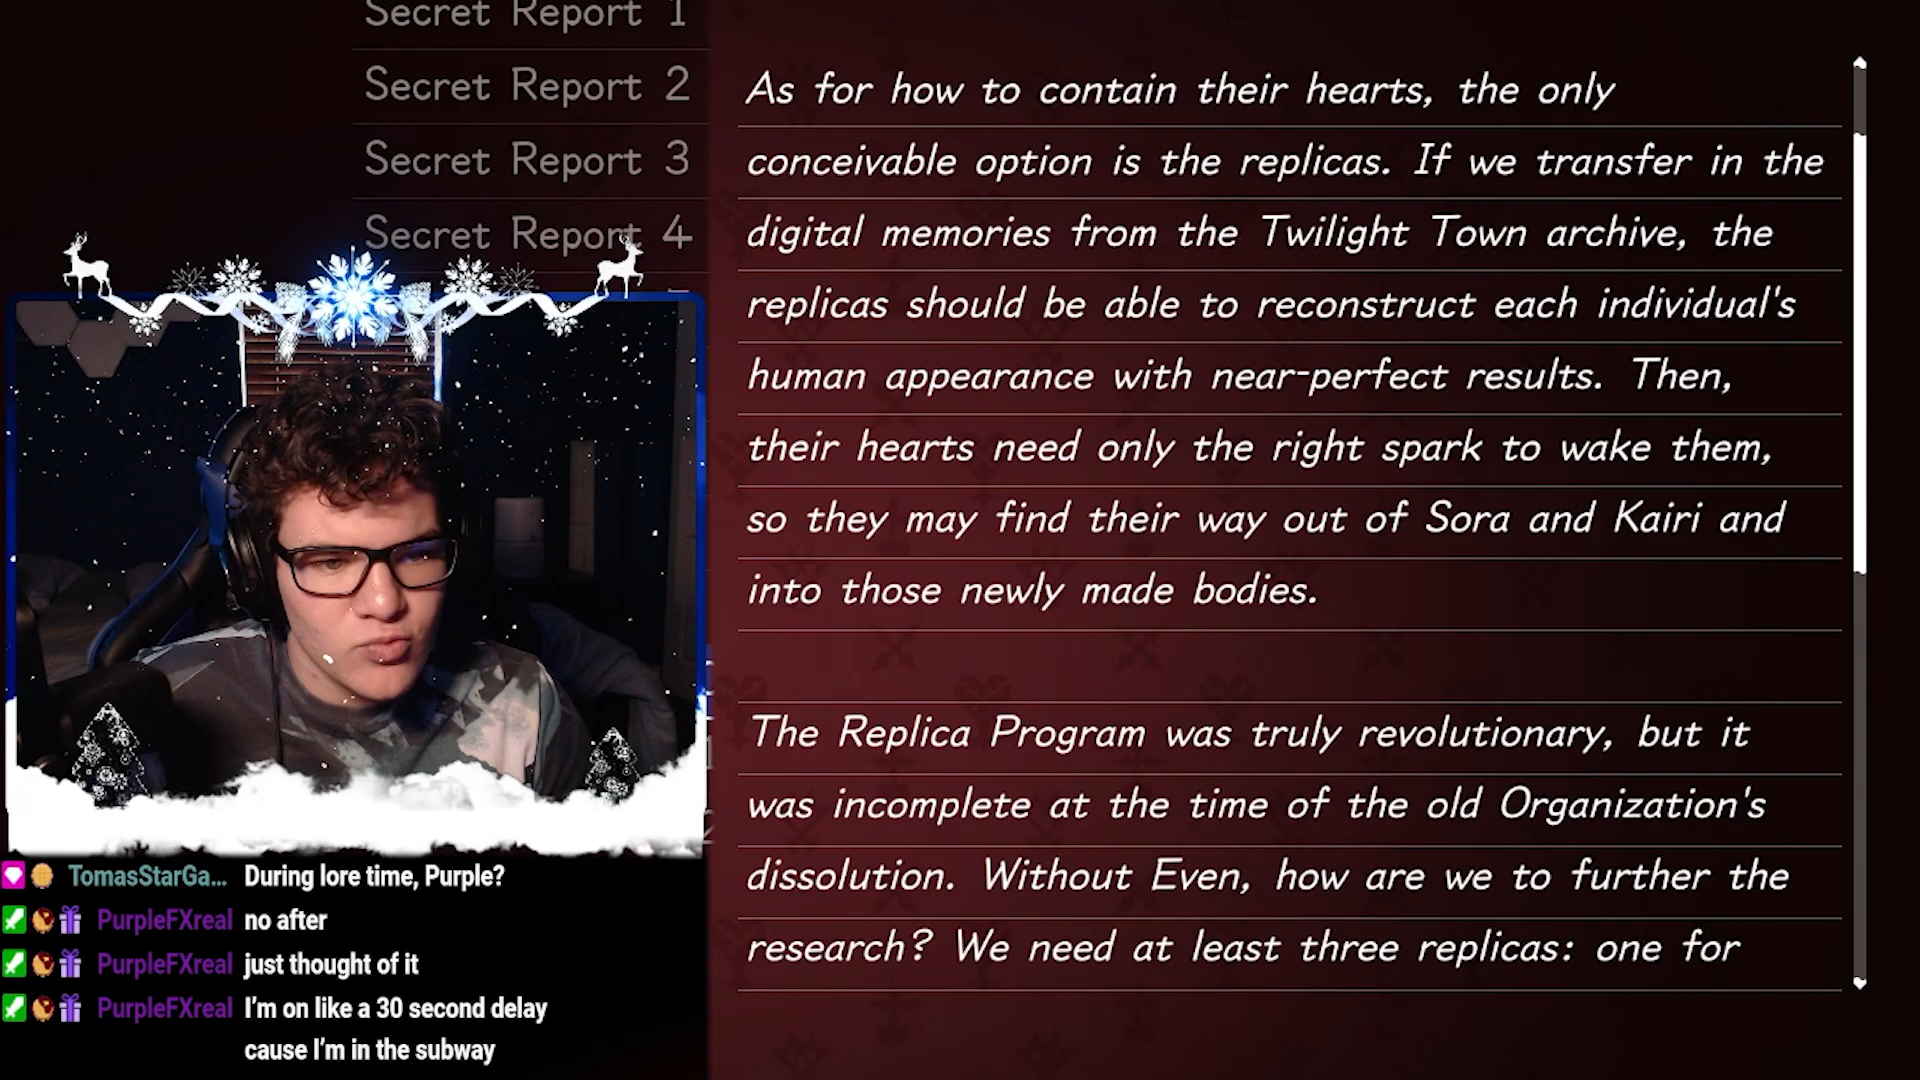 Secret Report 1
Secret Report 2
Secret Report 3
Secret Report 4
As for how to contain their hearts, the only
conceivable option is the replicas. If we transfer in the
digital memories from the Twilight Town archive, the
replicas should be able to reconstruct each individual's
human appearance with near-perfect results. Then,
their hearts need only the right spark to wake them,
so they may find their way out of Sora and Kairi and
into those newly made bodies.
The Replica Program was truly revolutionary, but it
was incomplete at the time of the old Organization's
dissolution. Without Even, how are we to further the
research? We need at least three replicas: one for
TomasStarGa... During lore time, Purple?
PurpleFXreal no after
PurpleFXreal just thought of it
PurpleFXreal I'm on like a 30 second delay
cause I'm in the subway